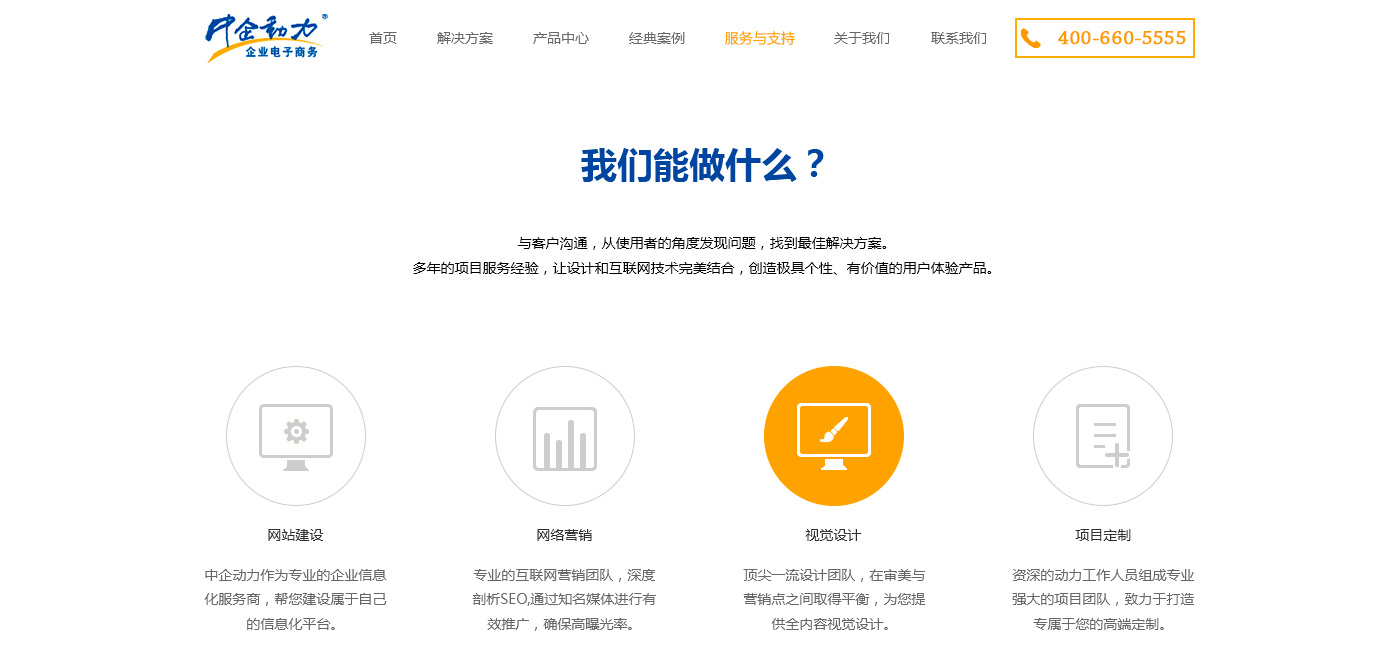 中企动力®
企业电子商务
首页
解决方案
产品中心
经典案例
服务与支持
关于我们
联系我们
400-660-5555
我们能做什么？
与客户沟通，从使用者的角度发现问题，找到最佳解决方案。
多年的项目服务经验，让设计和互联网技术完美结合，创造极具个性、有价值的用户体验产品。
网站建设
中企动力作为专业的企业信息
化服务商，帮您建设属于自己
的信息化平台。
网络营销
专业的互联网营销团队，深度
剖析SEO,通过知名媒体进行有
效推广，确保高曝光率。
视觉设计
顶尖一流设计团队，在审美与
营销点之间取得平衡，为您提
供全内容视觉设计。
项目定制
资深的动力工作人员组成专业
强大的项目团队，致力于打造
专属于您的高端定制。